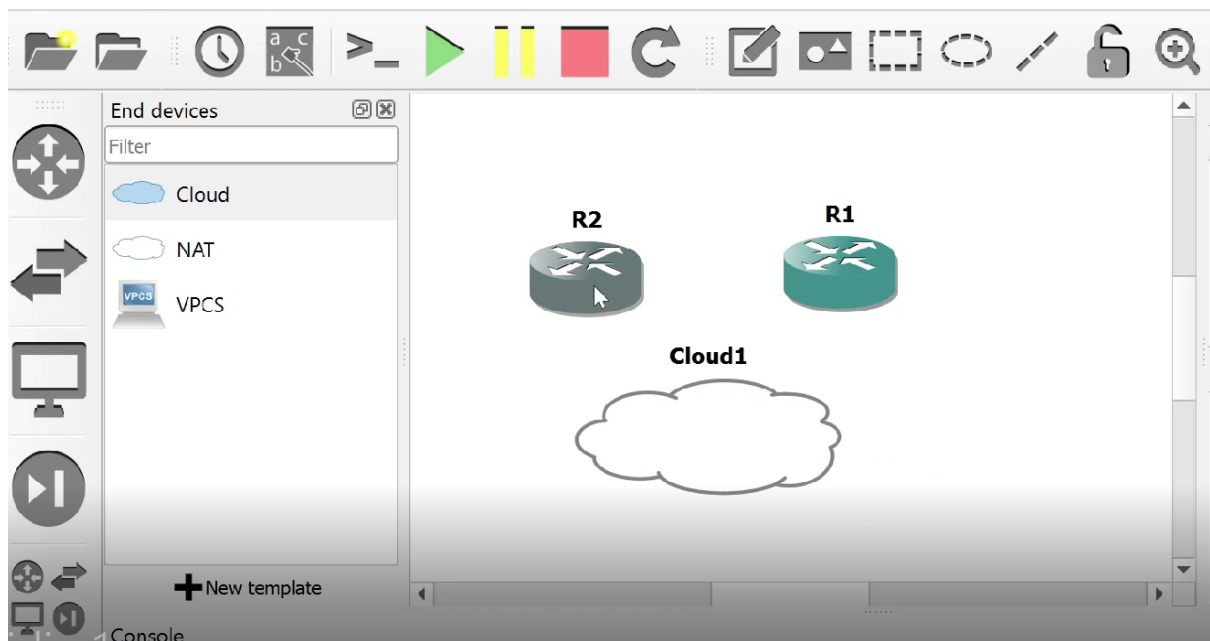 End devices
Filter
Cloud
NAT
VPCS
VPCS
R2
R1
Cloud1
New template
Console